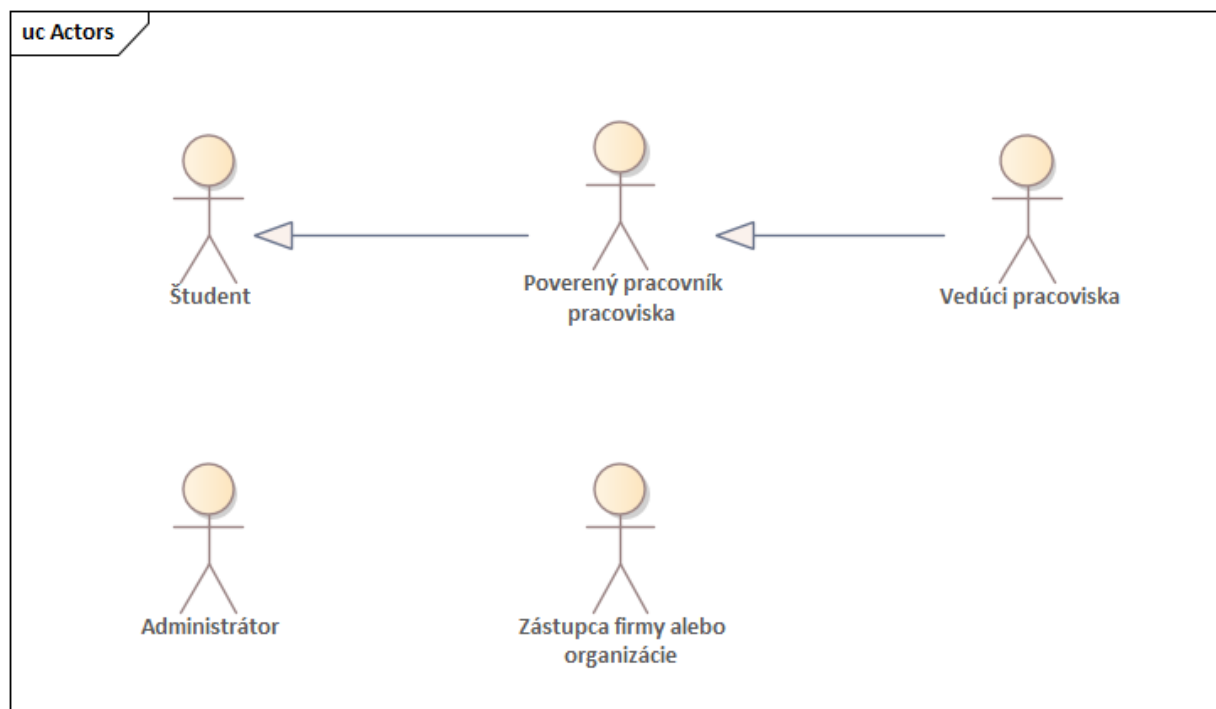 uc Actors
Študent
Poverený pracovník
pracoviska
Vedúci pracoviska
Administrátor
Zástupca firmy alebo
organizácie